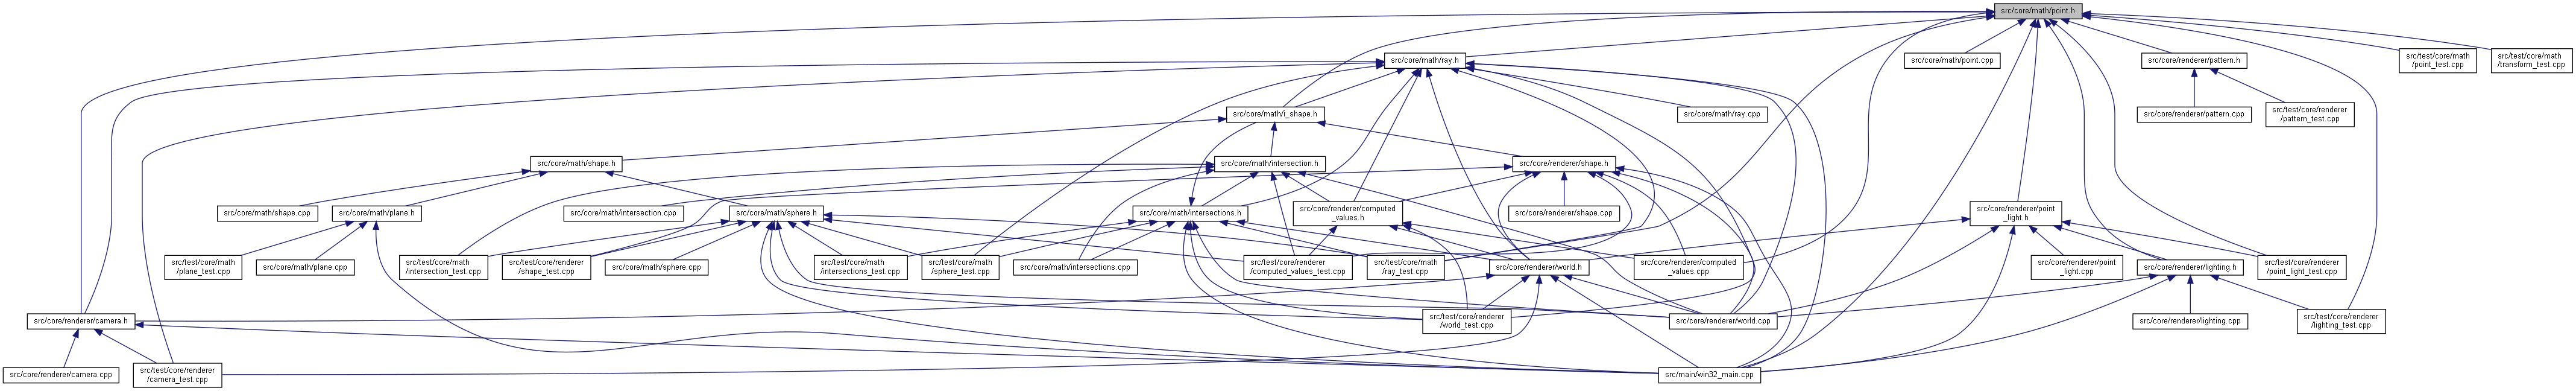 src/core/math/point.h
src/core/math/ray.h
src/core/math/point.cpp
src/core/renderer/pattern.h
src/test/core/math
/point_test.cpp
src/test/core/math
/transform_test.cpp
src/core/math/i_shape.h
src/core/math/ray.cpp
src/core/renderer/pattern.cpp
src/test/core/renderer
/pattern_test.cpp
src/core/math/shape.h
src/core/math/intersection.h
src/core/renderer/shape.h
src/core/math/shape.cpp
src/core/math/plane.h
src/core/math/intersection.cpp
src/core/math/sphere.h
src/core/math/intersections.h
src/core/renderer/computed
_values.h
src/core/renderer/shape.cpp
src/core/renderer/point
_light.h
src/test/core/math
/plane_test.cpp
src/core/math/plane.cpp
src/test/core/math
/intersection_test.cpp
src/test/core/renderer
/shape_test.cpp
src/core/math/sphere.cpp
src/test/core/math
/intersections_test.cpp
src/test/core/math
/sphere_test.cpp
src/core/math/intersections.cpp
src/test/core/renderer
/computed_values_test.cpp
src/test/core/math
/ray_test.cpp
src/core/renderer/world.h
src/core/renderer/computed
_values.cpp
src/core/renderer/point
_light.cpp
src/core/renderer/lighting.h
src/test/core/renderer
/point_light_test.cpp
src/core/renderer/camera.h
src/test/core/renderer
/world_test.cpp
src/core/renderer/world.cpp
src/core/renderer/lighting.cpp
src/test/core/renderer
/lighting_test.cpp
src/core/renderer/camera.cpp
src/test/core/renderer
/camera_test.cpp
src/main/win32_main.cpp